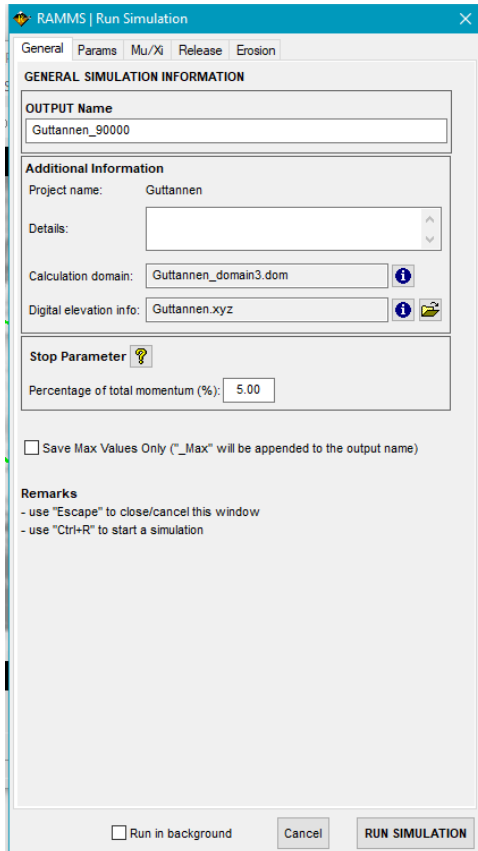 RAMMS | Run Simulation
General Params Mu/Xi Release Erosion
GENERAL SIMULATION INFORMATION
OUTPUT Name
Guttannen_90000
Additional Information
Project name: Guttannen
Details:
Calculation domain: Guttannen_domain3.dom
Digital elevation info: Guttannen.xyz
Stop Parameter ?
Percentage of total momentum (%): 5.00
Save Max Values Only ("_Max" will be appended to the output name)
Remarks
- use "Escape" to close/cancel this window
- use "Ctrl+R" to start a simulation
Run in background Cancel RUN SIMULATION